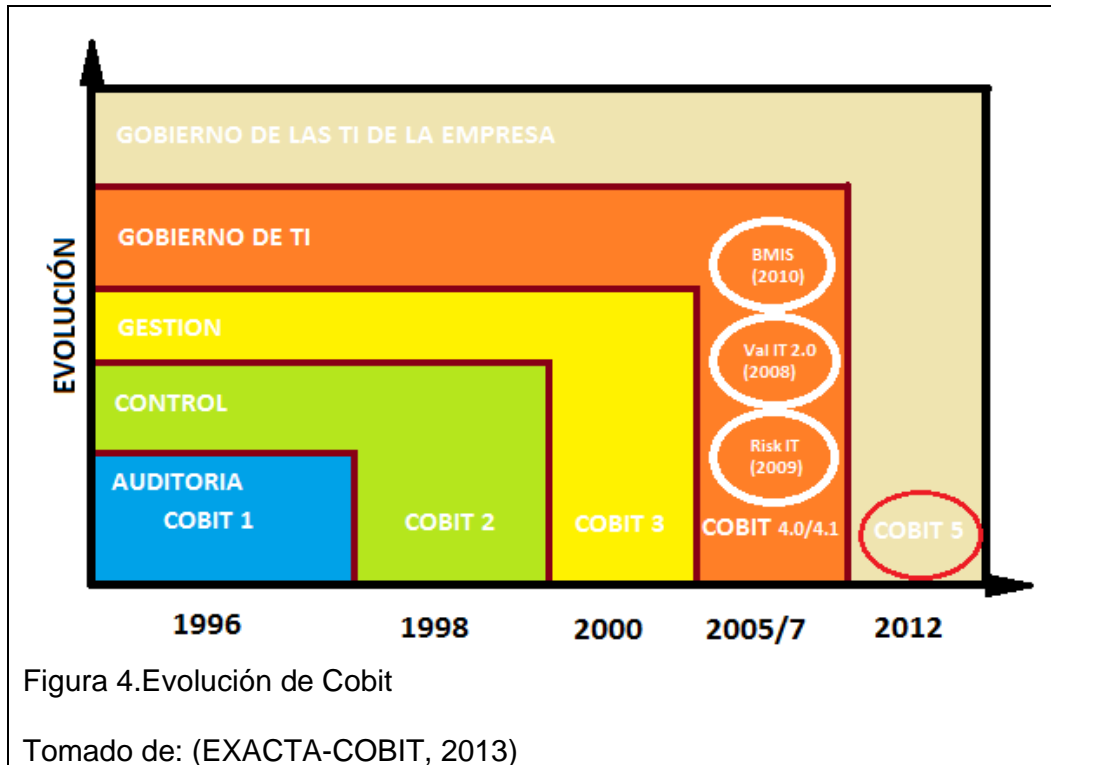 GOBIERNO DE LAS TI DE LA EMPRESA
GOBIERNO DE TI
BMIS
(2010)
GESTION
Val IT 2.0
(2008)
CONTROL
Risk IT
(2009)
AUDITORIA
COBIT 1
COBIT 2
COBIT 3
COBIT 4.0/4.1
COBIT 5
EVOLUCIÓN
1996
1998
2000
2005/7
2012
Figura 4.Evolución de Cobit
Tomado de: (EXACTA-COBIT, 2013)